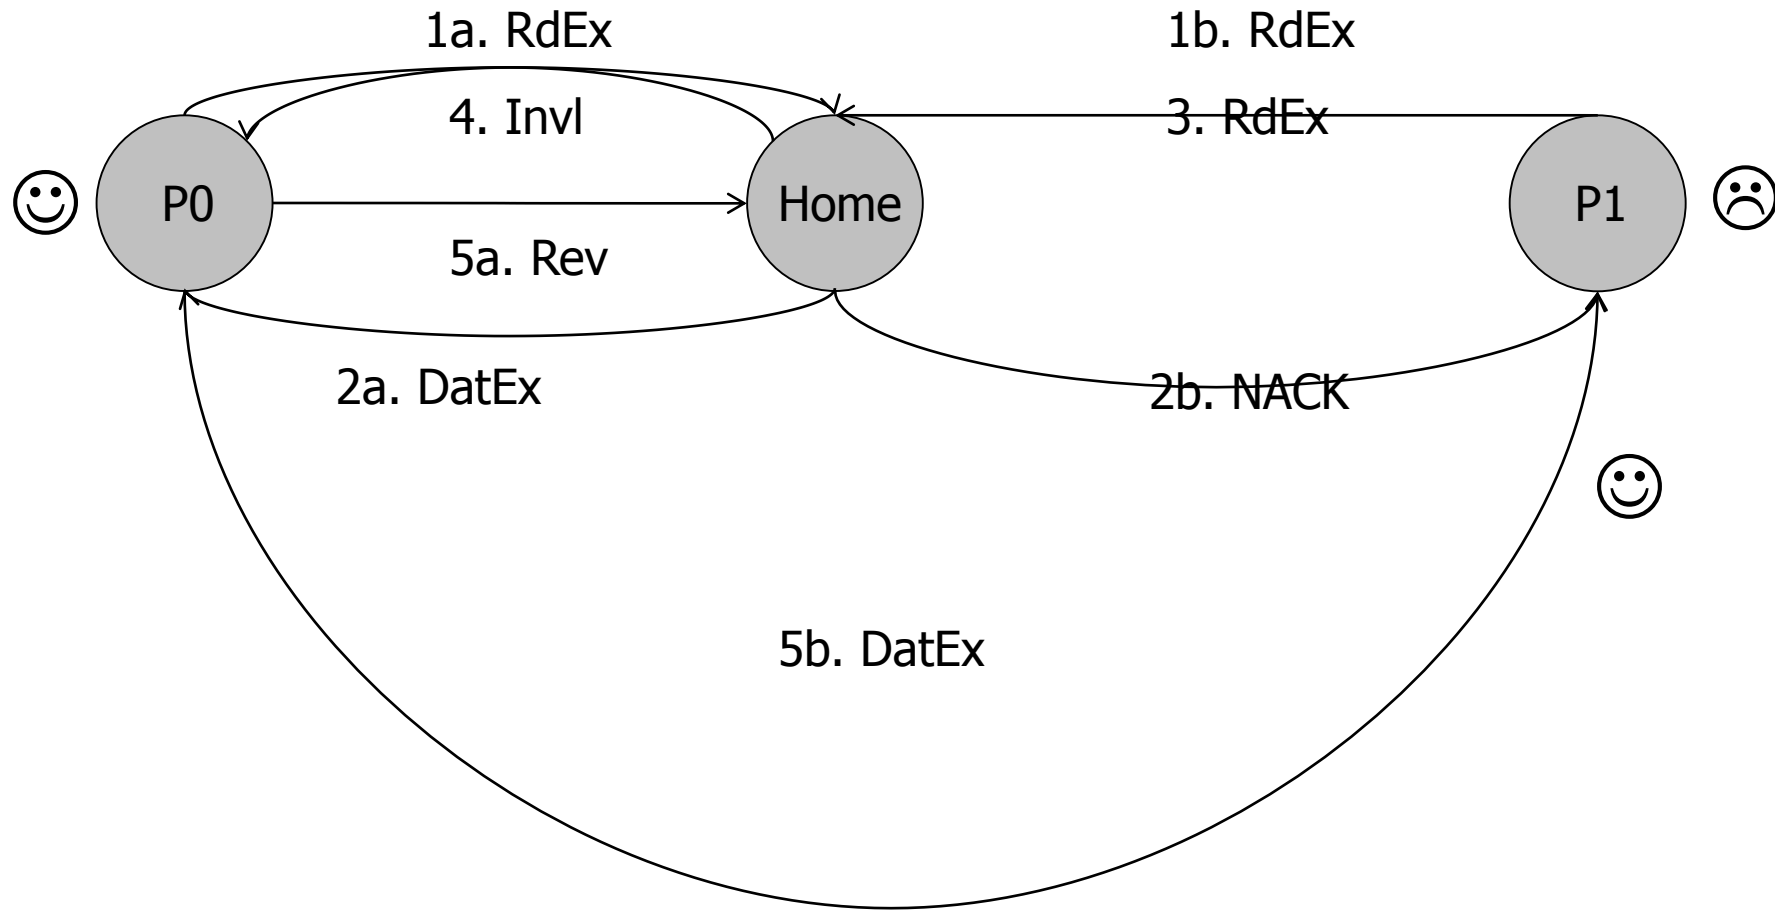 1a. RdEx
1b. RdEx
4. Invl
3. RdEx
P0
Home
P1
5a. Rev
2a. DatEx
2b. NACK
5b. DatEx